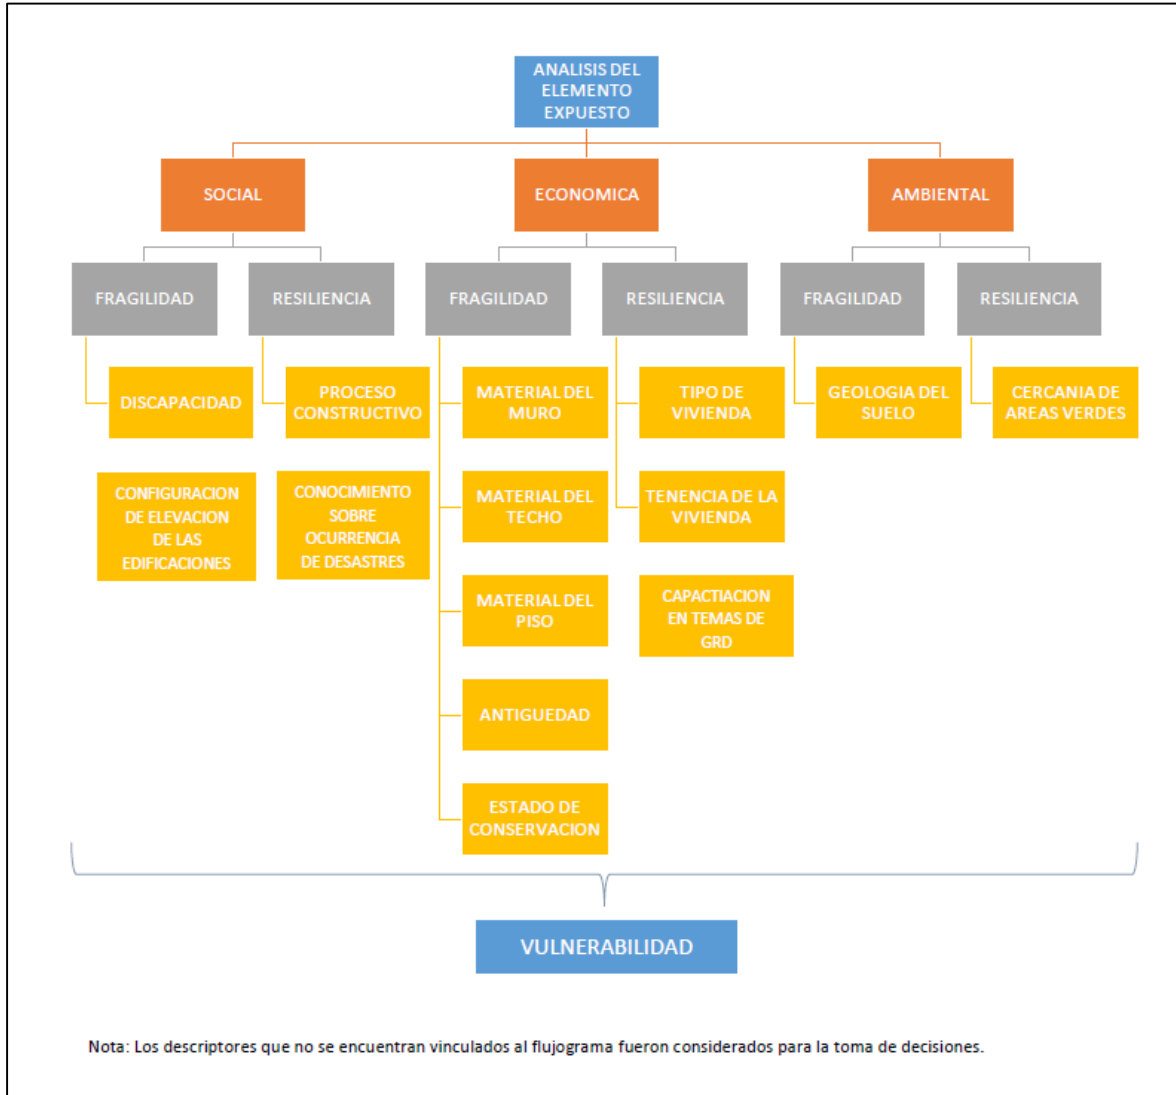 ANALISIS DEL
ELEMENTO
EXPUESTO
SOCIAL
ECONOMICA
AMBIENTAL
FRAGILIDAD
RESILIENCIA
FRAGILIDAD
RESILIENCIA
FRAGILIDAD
RESILIENCIA
DISCAPACIDAD
PROCESO
CONSTRUCTIVO
MATERIAL DEL
MURO
TIPO DE
VIVIENDA
GEOLOGIA DEL
SUELO
CERCANIA DE
AREAS VERDES
CONFIGURACION
DE ELEVACION
DE LAS
EDIFICACIONES
CONOCIMIENTO
SOBRE
OCURRENCIA
DE DESASTRES
MATERIAL DEL
TECHO
TENENCIA DE LA
VIVIENDA
MATERIAL DEL
PISO
CAPACTIACION
EN TEMAS DE
GRD
ANTIGUEDAD
ESTADO DE
CONSERVACION
VULNERABILIDAD
Nota: Los descriptores que no se encuentran vinculados al flujograma fueron considerados para la toma de decisiones.